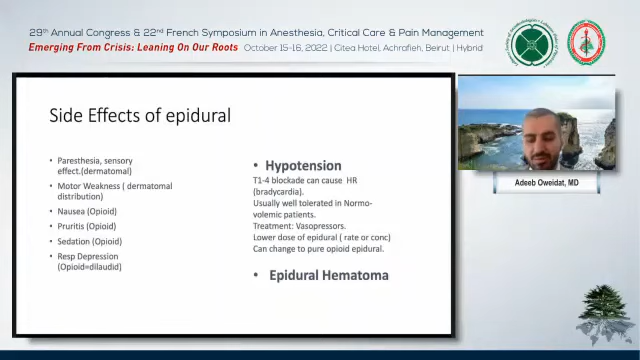 29th Annual Congress & 22nd French Symposium in Anesthesia, Critical Care & Pain Management
Emerging From Crisis: Leaning On Our Roots October 15-16, 2022 | Citea Hotel, Achrafieh, Beirut | Hybrid
Side Effects of epidural
• Paresthesia, sensory
effect.(dermatomal)
• Motor Weakness ( dermatomal
distribution)
• Nausea (Opioid)
• Pruritis (Opioid)
• Sedation (Opioid)
• Resp Depression
(Opioid=dilaudid)
• Hypotension
T1-4 blockade can cause HR
(bradycardia).
Usually well tolerated in Normo-
volemic patients.
Treatment: Vasopressors.
Lower dose of epidural ( rate or conc)
Can change to pure opioid epidural.
• Epidural Hematoma
Adeeb Oweidat, MD